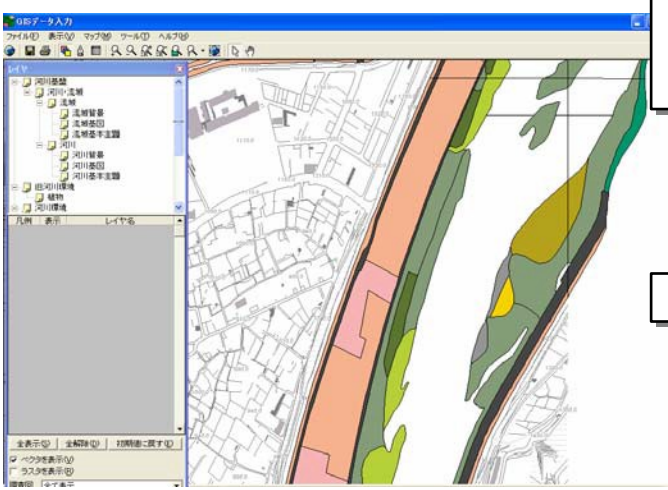 GISデータ入力
ファイル(F) 表示(V) マップ(M) ツール(T) ヘルプ(H)
レイヤ
河川基盤
河川・流域
流域
流域背景
流域基図
流域基本主題
河川
河川背景
河川基図
河川基本主題
旧河川環境
植物
河川環境
凡例 表示 レイヤ名
全表示(S) 全解除(D) 初期値に戻す(I)
ベクタを表示(V)
ラスタを表示(R)
調査回 全て表示